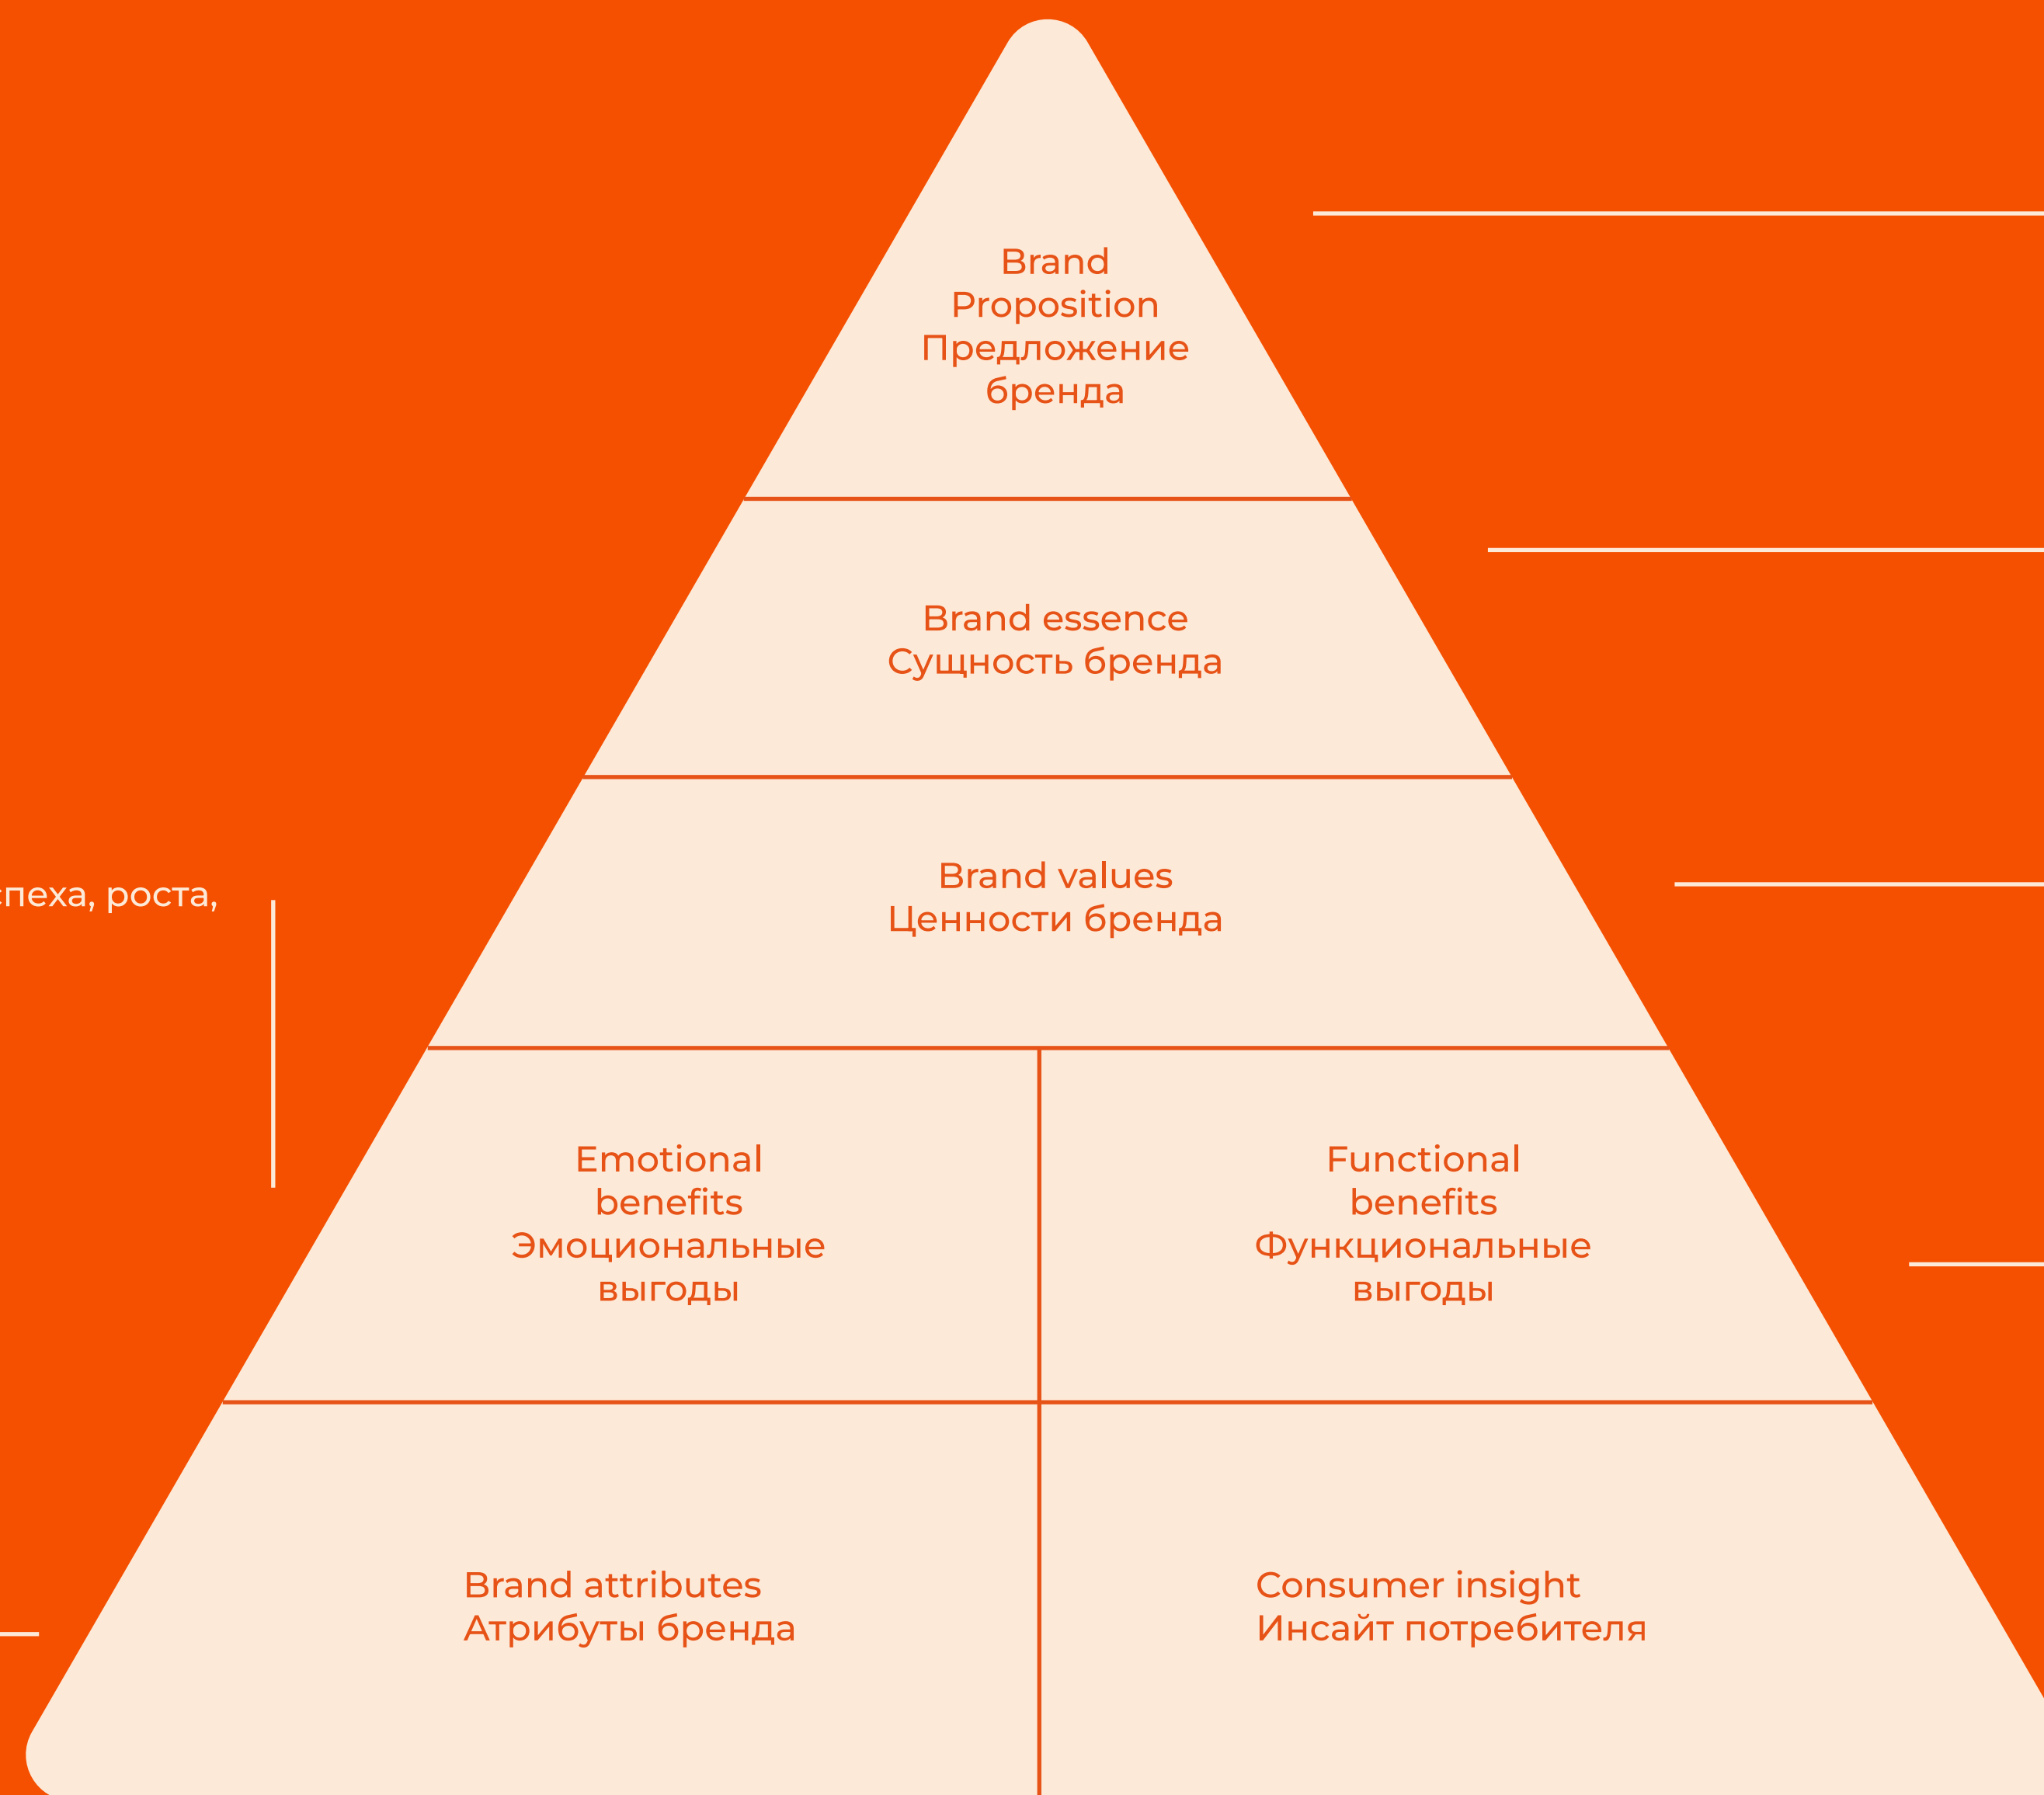 Brand
Proposition
Предложение
бренда
Brand essence
Сущность бренда
Brand values
Ценности бренда
роста,
Emotional
benefits
Эмоциональные
выгоды
Functional
benefits
Функциональные
выгоды
Brand attributes
Атрибуты бренда
Consumer insight
Инсайт потребителя